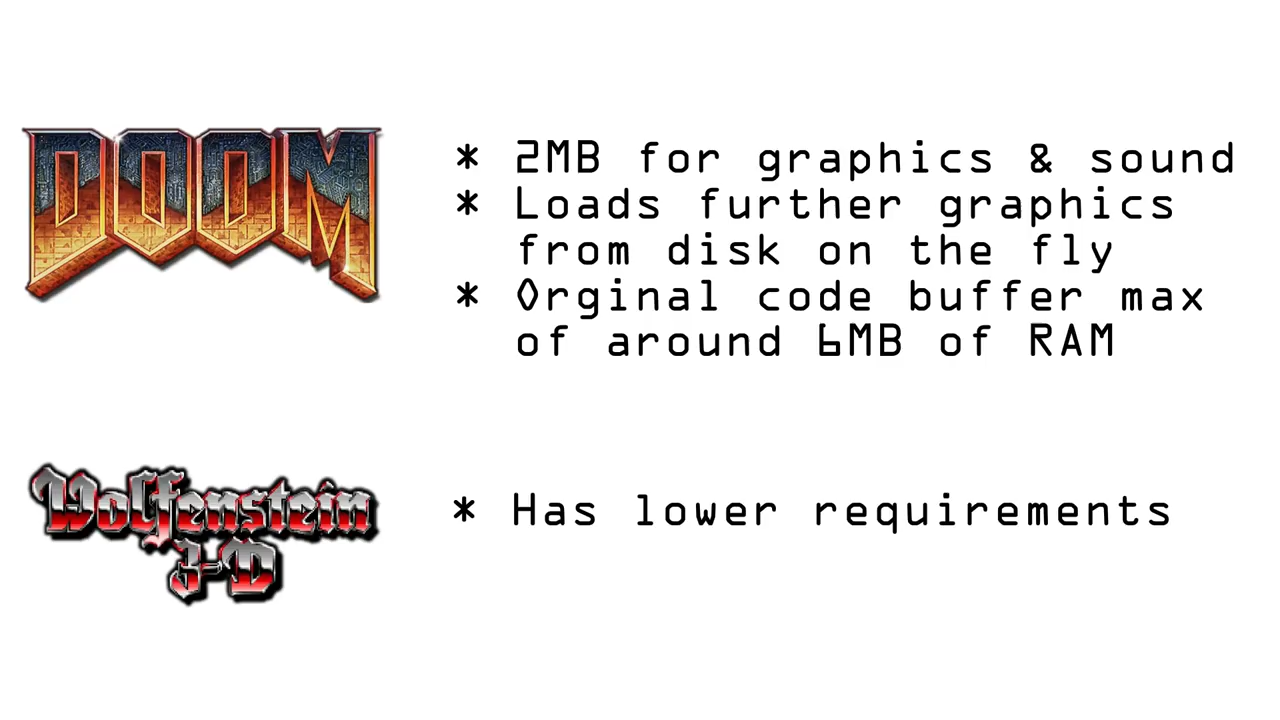 DOOM
* 2MB for graphics & sound
* Loads further graphics
from disk on the fly
* Orginal code buffer max
of around 6MB of RAM
Wolfenstein
3-D
* Has lower requirements